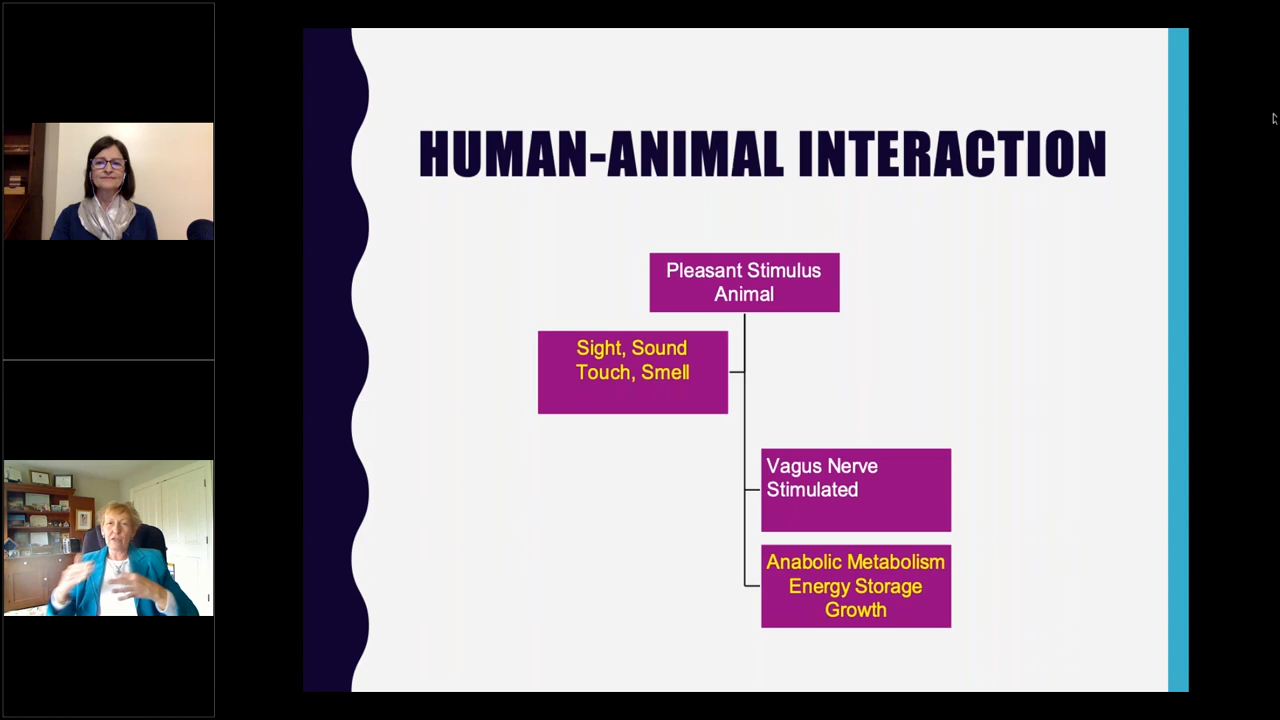 HUMAN-ANIMAL INTERACTION
Pleasant Stimulus
Animal
Sight, Sound
Touch, Smell
Vagus Nerve
Stimulated
Anabolic Metabolism
Energy Storage
Growth